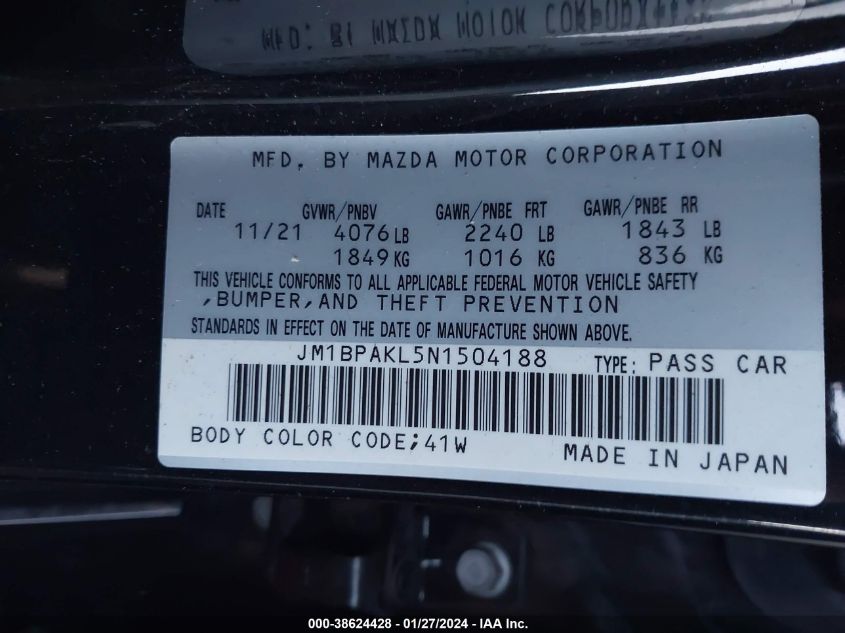 MFD. BY MAZDA MOTOR CORPORATION
DATE GVWR/PNBV GAWR/PNBE FRT GAWR/PNBE RR
11/21 4076 LB 2240 LB 1843 LB
1849 KG 1016 KG 836 KG
THIS VEHICLE CONFORMS TO ALL APPLICABLE FEDERAL MOTOR VEHICLE SAFETY
,BUMPER,AND THEFT PREVENTION
STANDARDS IN EFFECT ON THE DATE OF MANUFACTURE SHOWN ABOVE.
JM1BPAKL5N1504188 TYPE: PASS CAR
BODY COLOR CODE;41W
MADE IN JAPAN
000-38624428 - 01/27/2024 - IAA Inc.